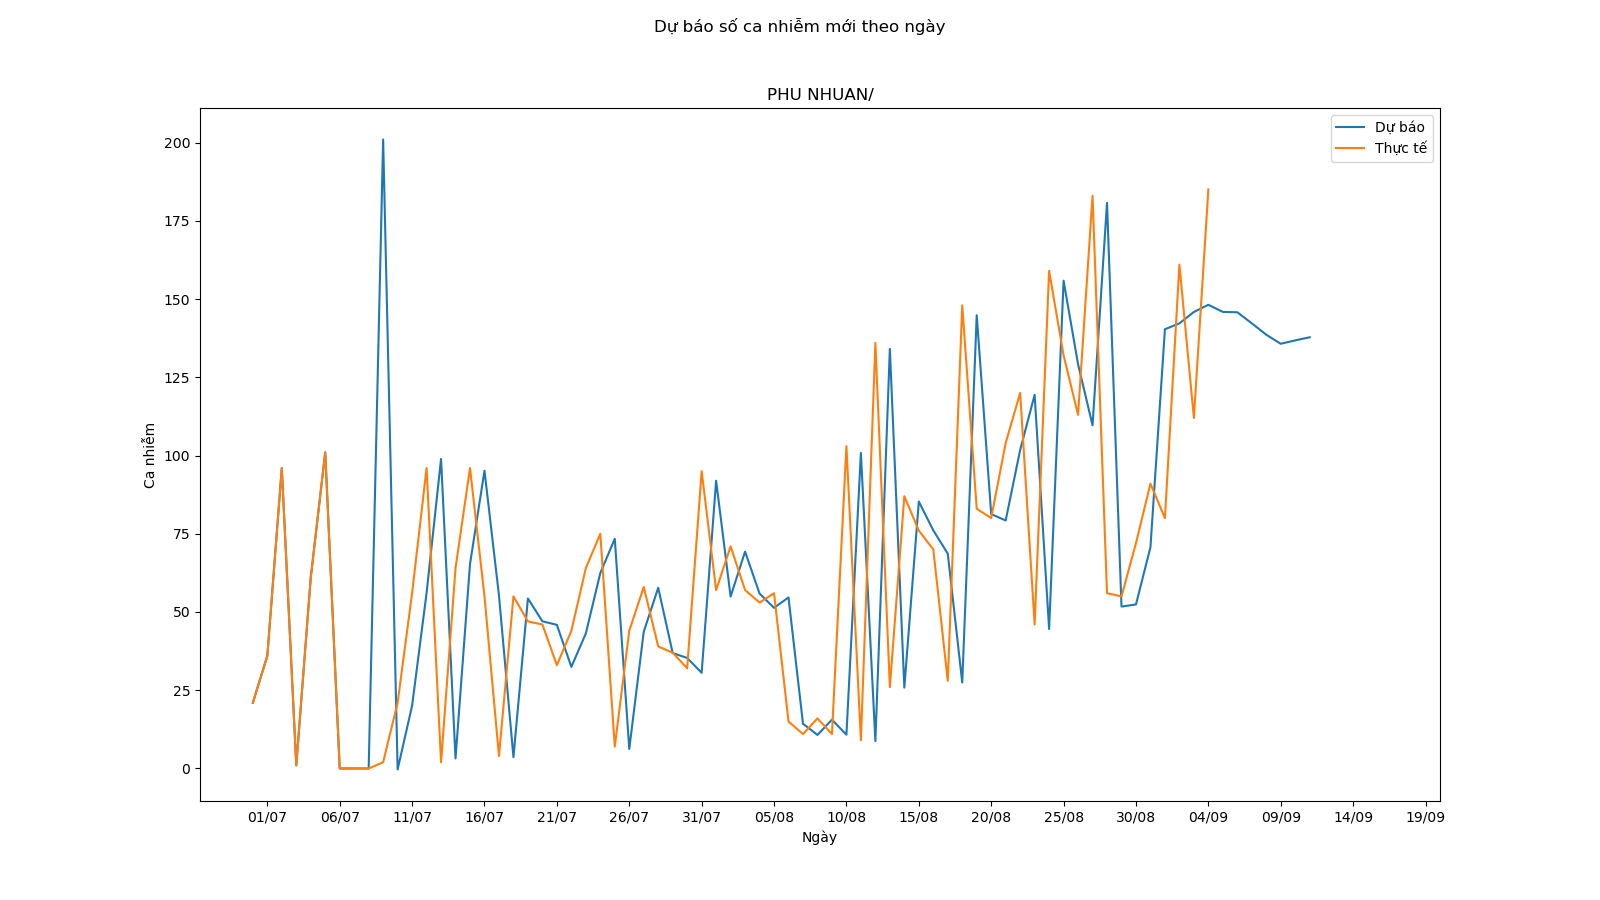 Dự báo số ca nhiễm mới theo ngày
PHU NHUAN/
Dự báo
Thực tế
200
175
150
125
100
75
50
25
0
Ca nhiễm
01/07 06/07 11/07 16/07 21/07 26/07 31/07 05/08 10/08 15/08 20/08 25/08 30/08 04/09 09/09 14/09 19/09
Ngày